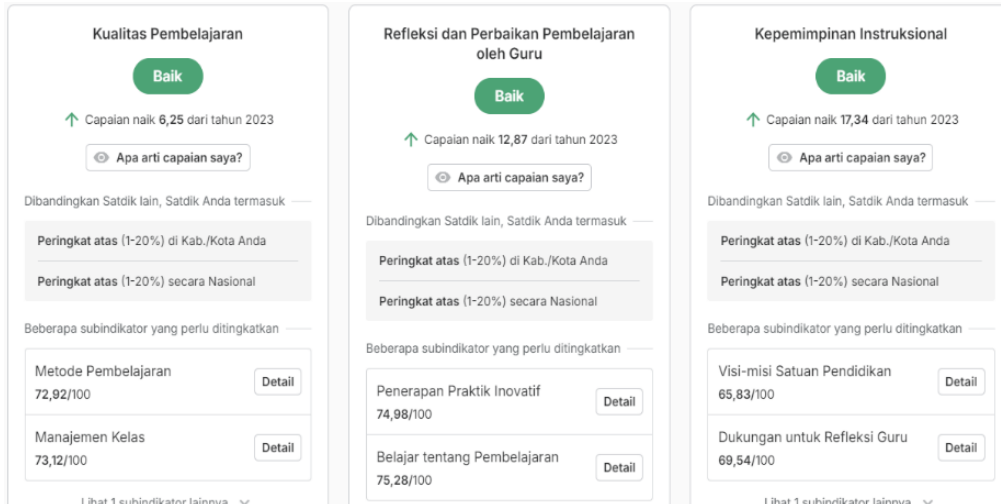 Kualitas Pembelajaran
Baik
Capaian naik 6,25 dari tahun 2023
Apa arti capaian saya?
Dibandingkan Satdik lain, Satdik Anda termasuk
Peringkat atas (1-20%) di Kab./Kota Anda
Peringkat atas (1-20%) secara Nasional
Beberapa subindikator yang perlu ditingkatkan
Metode Pembelajaran
72,92/100
Detail
Manajemen Kelas
73,12/100
Detail
Lihat 1 subindikator lainnya
Refleksi dan Perbaikan Pembelajaran
oleh Guru
Baik
Capaian naik 12,87 dari tahun 2023
Apa arti capaian saya?
Dibandingkan Satdik lain, Satdik Anda termasuk
Peringkat atas (1-20%) di Kab./Kota Anda
Peringkat atas (1-20%) secara Nasional
Beberapa subindikator yang perlu ditingkatkan
Penerapan Praktik Inovatif
74,98/100
Detail
Belajar tentang Pembelajaran
75,28/100
Detail
Kepemimpinan Instruksional
Baik
Capaian naik 17,34 dari tahun 2023
Apa arti capaian saya?
Dibandingkan Satdik lain, Satdik Anda termasuk
Peringkat atas (1-20%) di Kab./Kota Anda
Peringkat atas (1-20%) secara Nasional
Beberapa subindikator yang perlu ditingkatkan
Visi-misi Satuan Pendidikan
65,83/100
Detail
Dukungan untuk Refleksi Guru
69,54/100
Detail
Lihat 1 subindikator lainnya